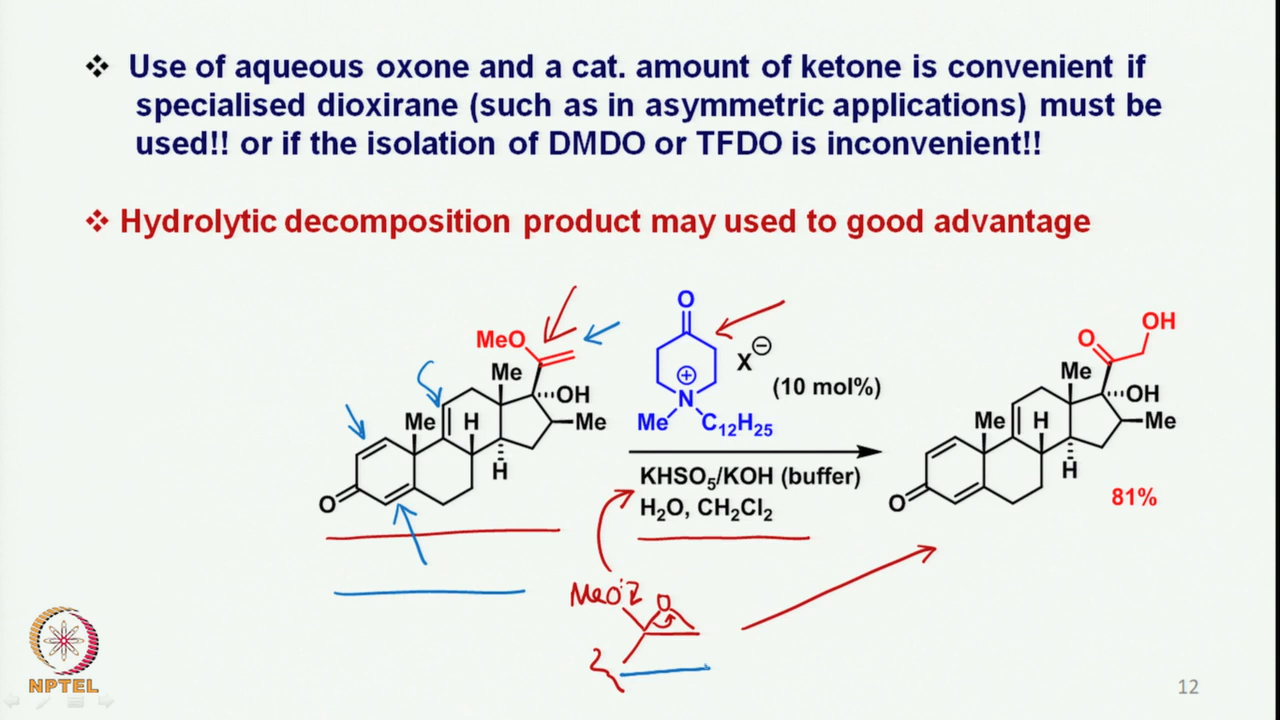 ❖ Use of aqueous oxone and a cat. amount of ketone is convenient if
specialised dioxirane (such as in asymmetric applications) must be
used!! or if the isolation of DMDO or TFDO is inconvenient!!
❖ Hydrolytic decomposition product may used to good advantage
MeO
Me
OH
Me
H
Me
H
O
O
X⊖
(10 mol%)
⊕
N
Me
C₁₂H₂₅
KHSO₅/KOH (buffer)
H₂O, CH₂Cl₂
OH
O
Me
OH
Me
H
Me
H
O
81%
MeO
O
NPTEL
12